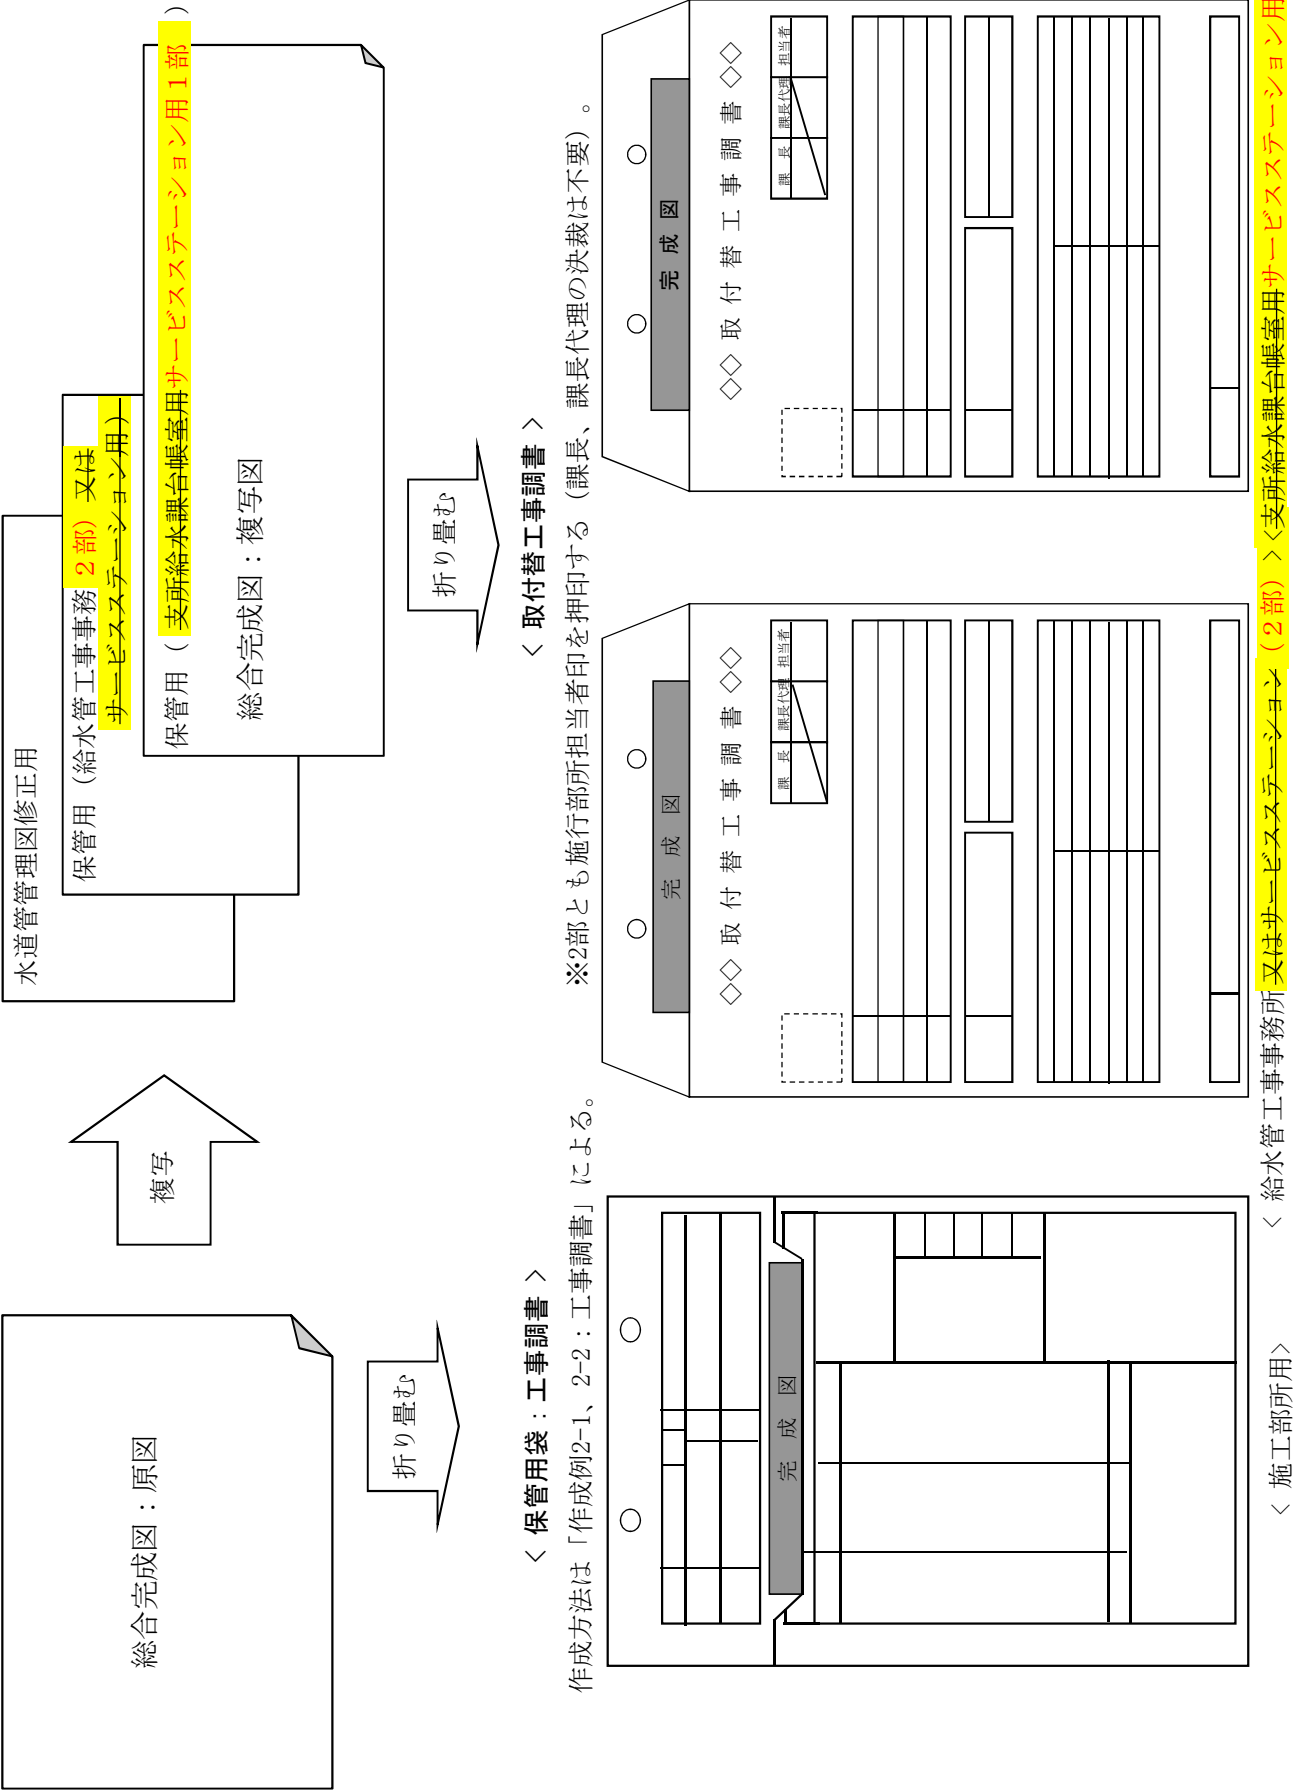 総合完成図：原図
複写
水道管管理図修正用
保管用（給水管工事事務 2部） 又は
サービスステーション用）
保管用（ 支所給水課台帳室用サービスステーション用1部 ）
総合完成図：複写図
折り畳む
折り畳む
＜ 保管用袋：工事調書 ＞
作成方法は「作成例2-1、2-2：工事調書」による。
＜ 取付替工事調書 ＞
※2部とも施行部所担当者印を押印する（課長、課長代理の決裁は不要）。
完 成 図
完 成 図
◇◇ 取 付 替 工 事 調 書 ◇◇
課 長 課長代理 担当者
完 成 図
◇◇ 取 付 替 工 事 調 書 ◇◇
課 長 課長代理 担当者
＜ 施工部所用＞
＜ 給水管工事事務所又はサービスステーション（2部）＞
＜支所給水課台帳室用サービスステーション用